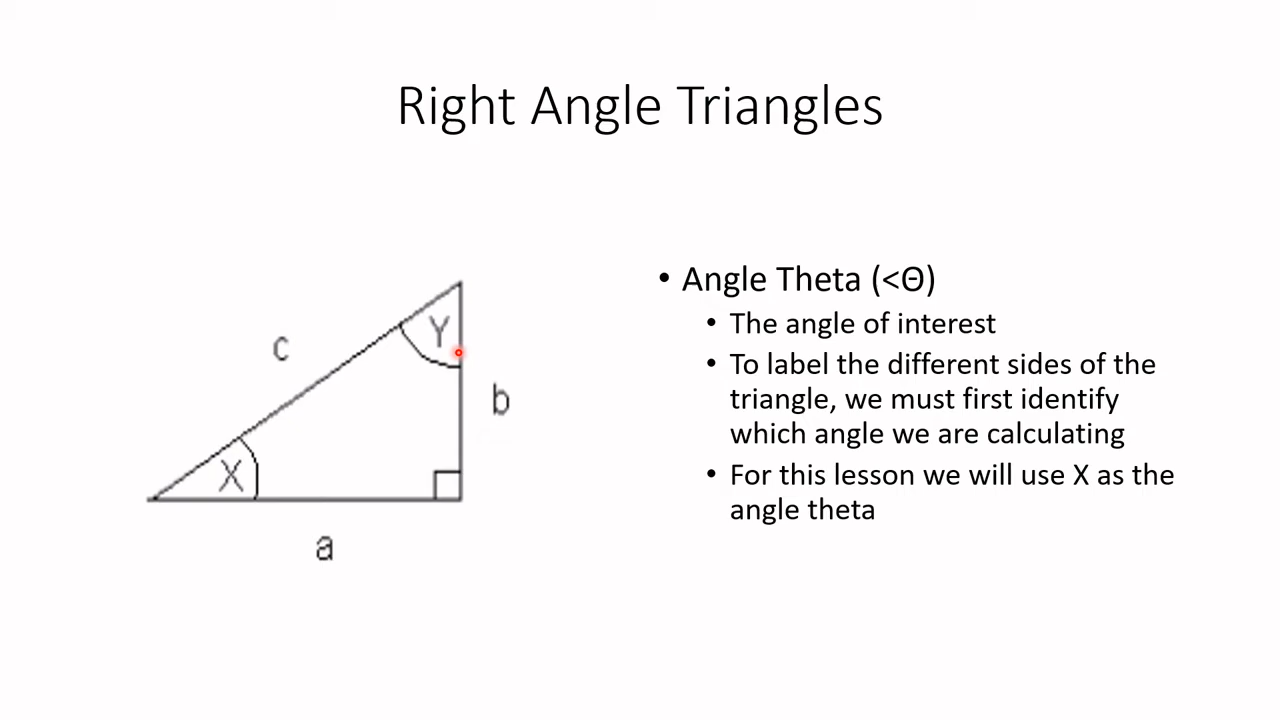 Right Angle Triangles
c
Y
b
X
a
• Angle Theta (<Θ)
• The angle of interest
• To label the different sides of the
triangle, we must first identify
which angle we are calculating
• For this lesson we will use X as the
angle theta